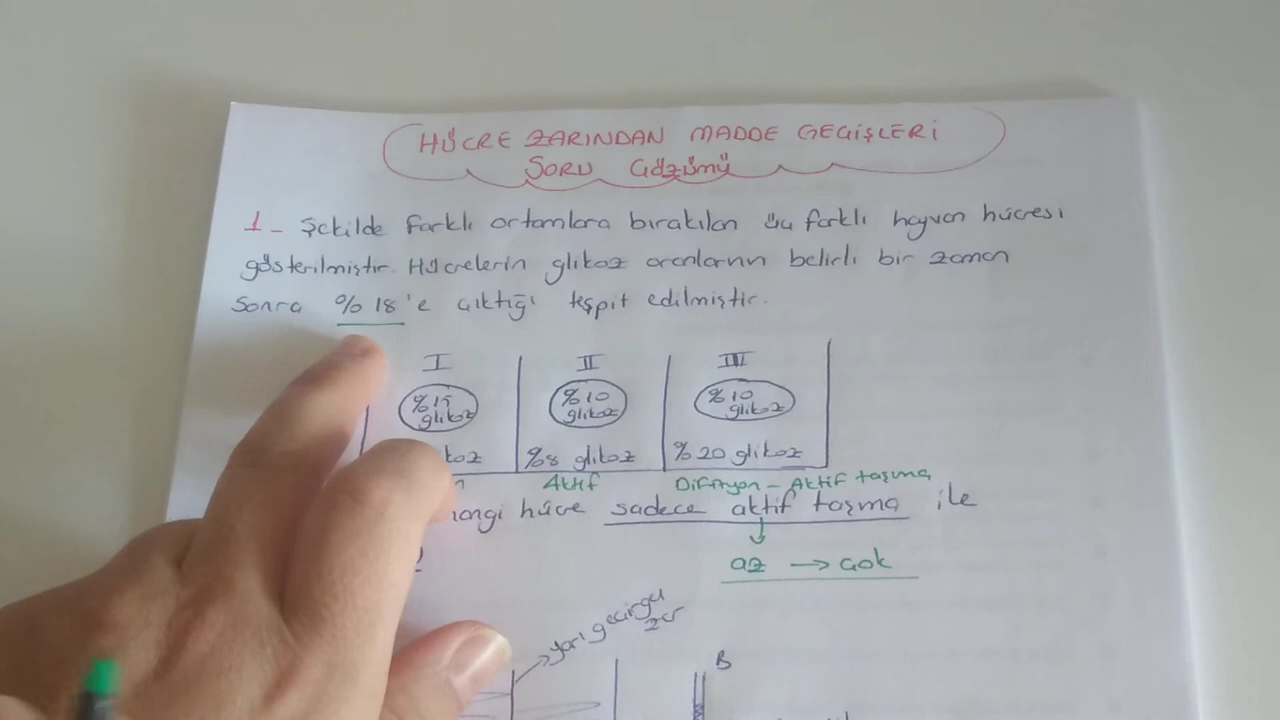 HÜCRE ZARINDAN MADDE GEÇİŞLERİ
SORU ÇÖZÜMÜ
1- Şekilde farklı ortamlara bırakılan üç farklı hayvan hücresi
gösterilmiştir. Hücrelerin glikoz oranlarının belirli bir zaman
sonra %18'e çıktığı tespit edilmiştir.
I II III
%15 glikoz %10 glikoz %10 glikoz
%8 glikoz %20 glikoz
Aktif Difüzyon - Aktif taşıma
hangi hücre sadece aktif taşıma ile
?
az → çok
yarı geçirgen zar
B